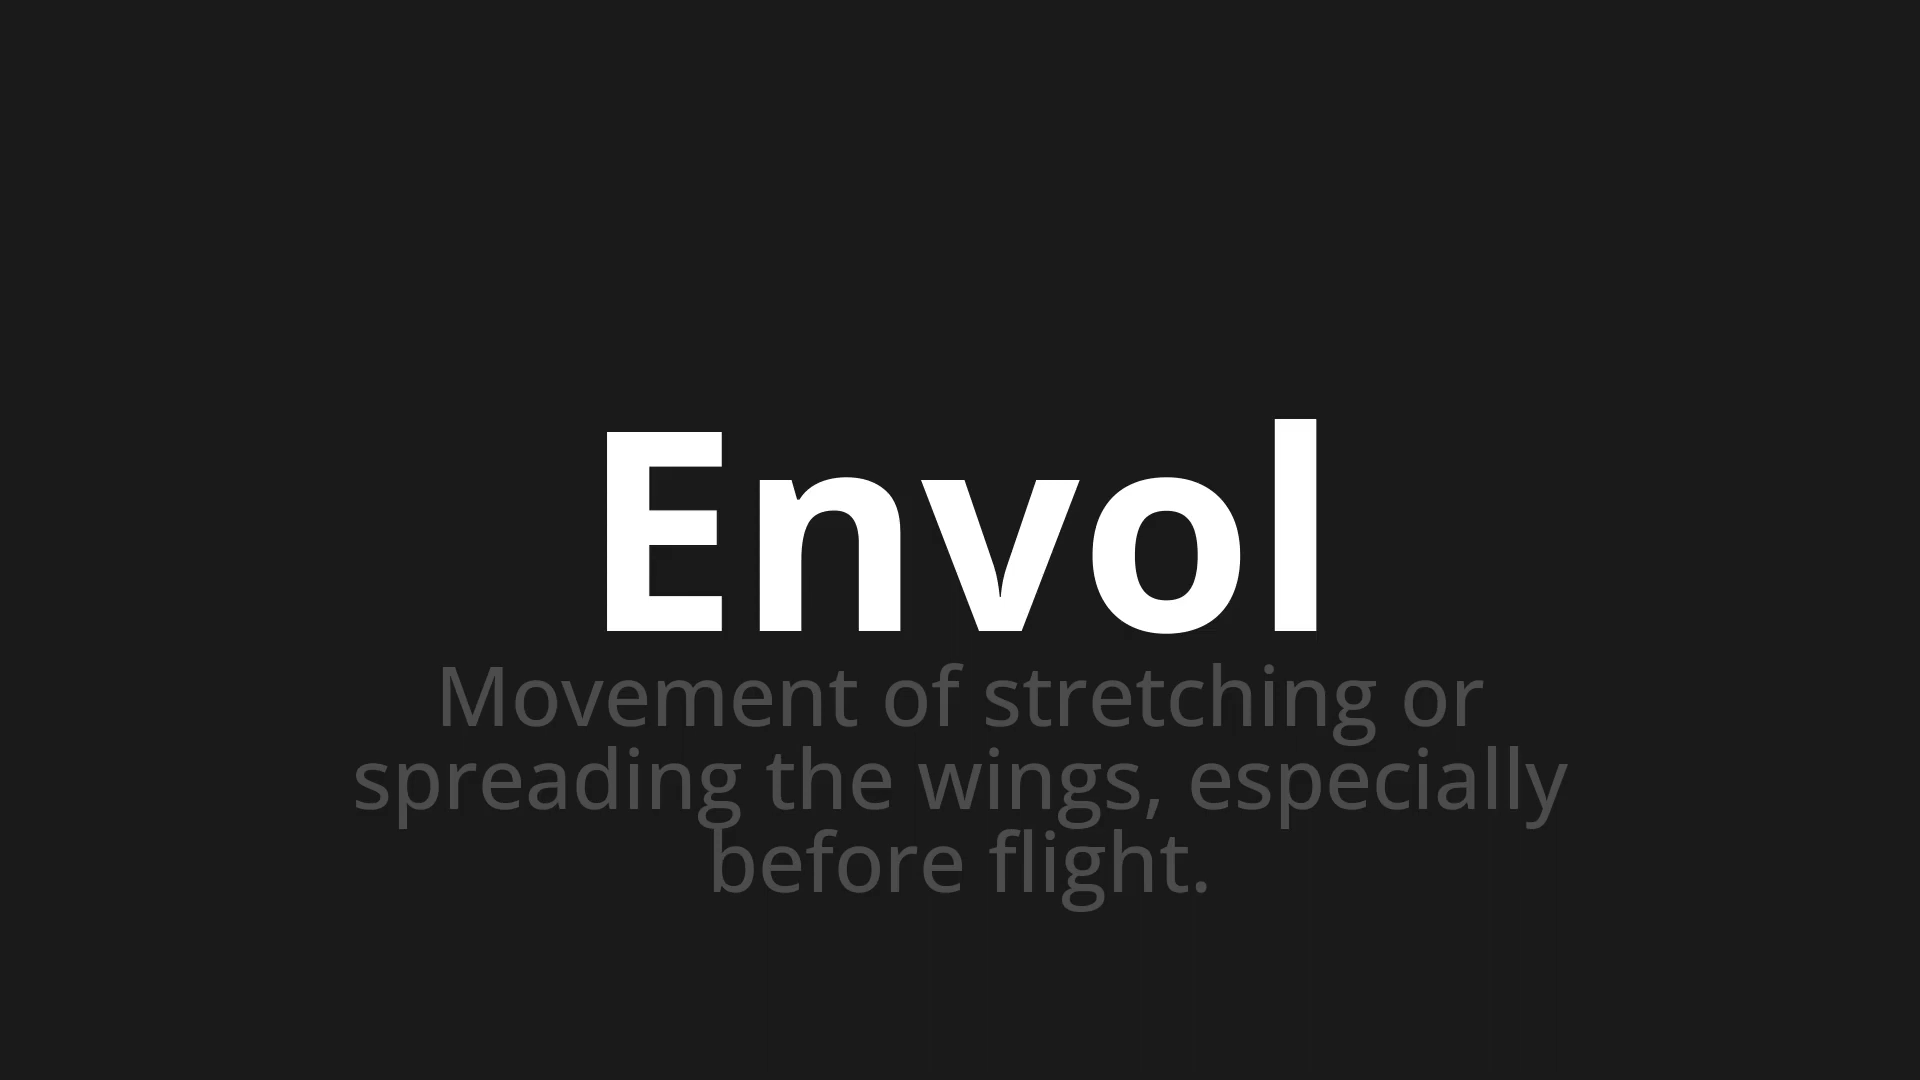 Envol
Movement of stretching or
spreading the wings, especially
before flight.